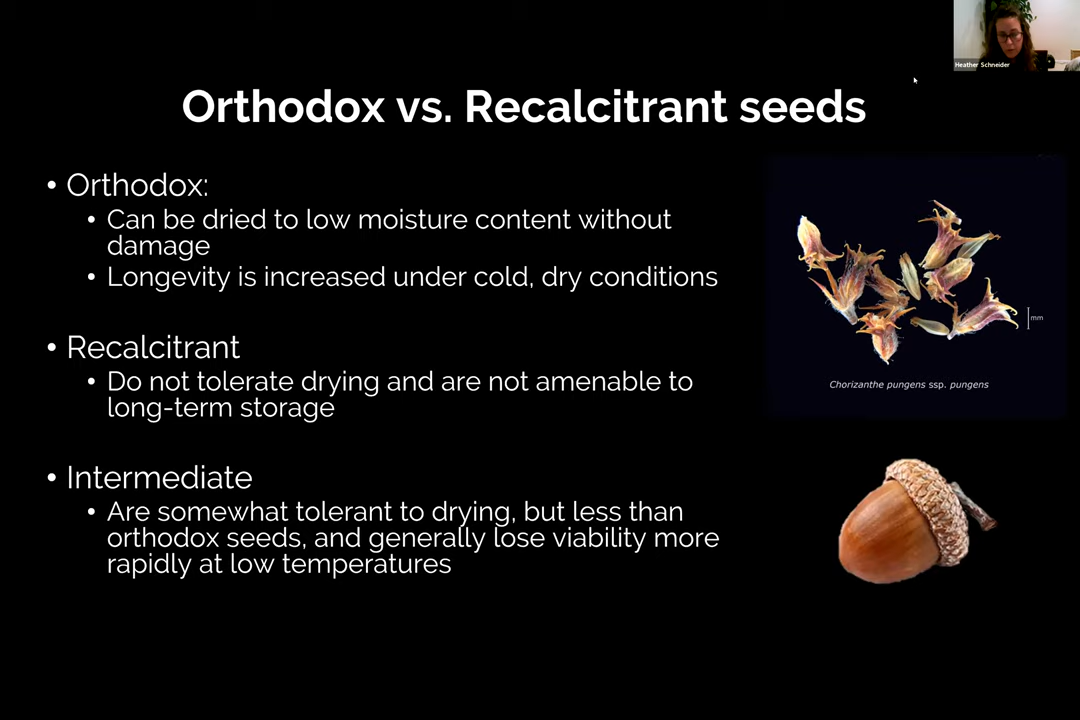 Heather Schneider
Orthodox vs. Recalcitrant seeds
• Orthodox:
• Can be dried to low moisture content without
damage
• Longevity is increased under cold, dry conditions
• Recalcitrant
• Do not tolerate drying and are not amenable to
long-term storage
• Intermediate
• Are somewhat tolerant to drying, but less than
orthodox seeds, and generally lose viability more
rapidly at low temperatures
mm
Chorizanthe pungens ssp. pungens